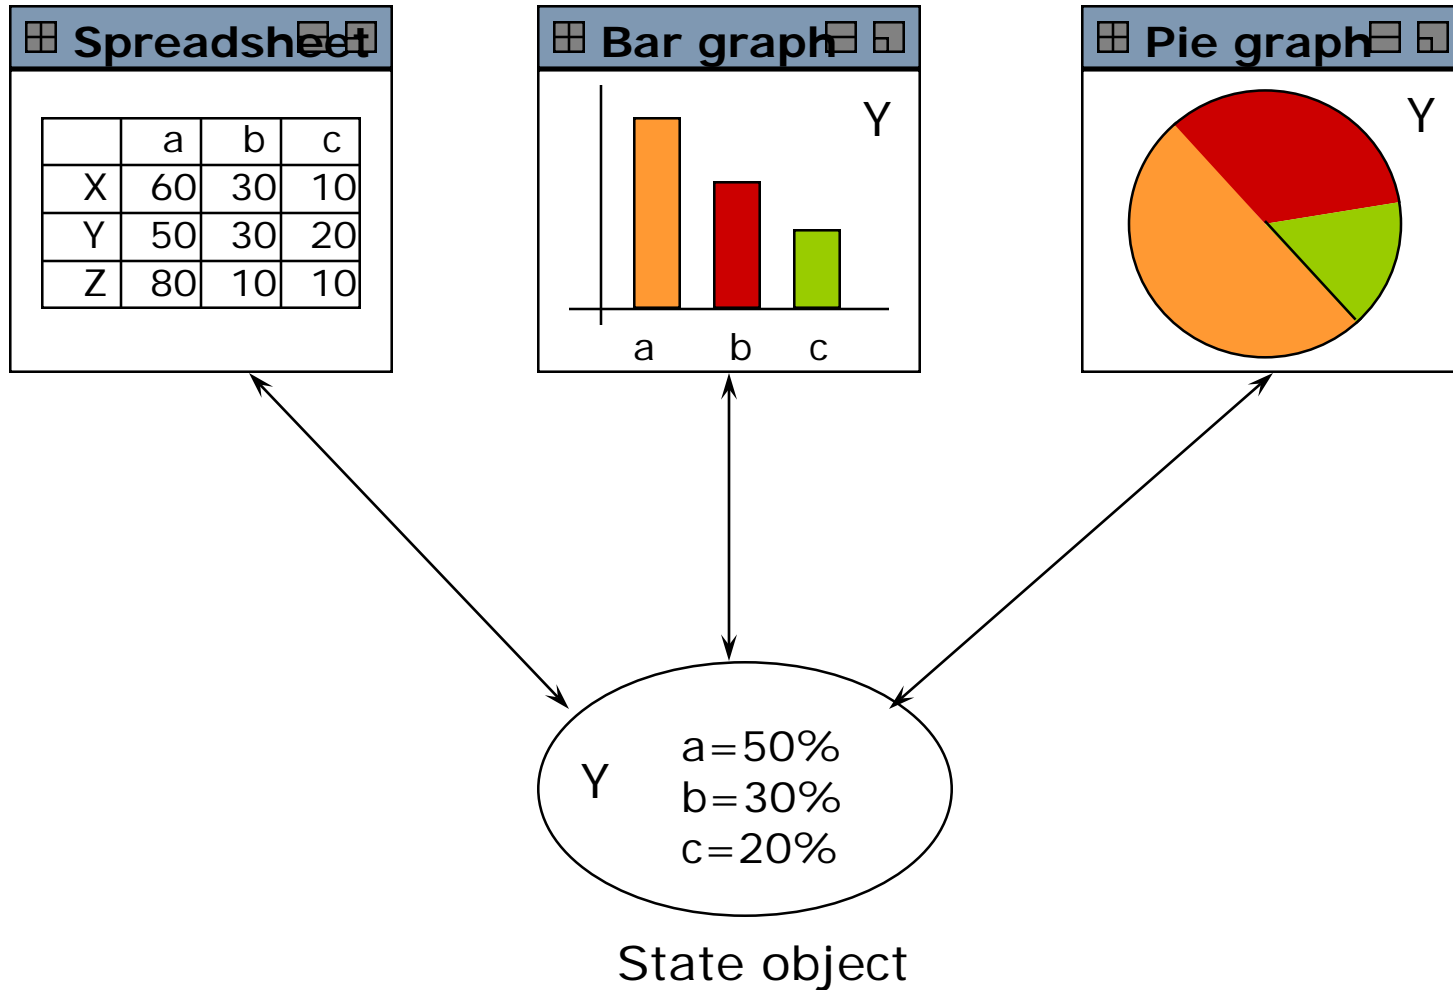 Spreadsheet
a b c
X 60 30 10
Y 50 30 20
Z 80 10 10
Bar graph
Y
a b c
Pie graph
Y
Y
a=50%
b=30%
c=20%
State object